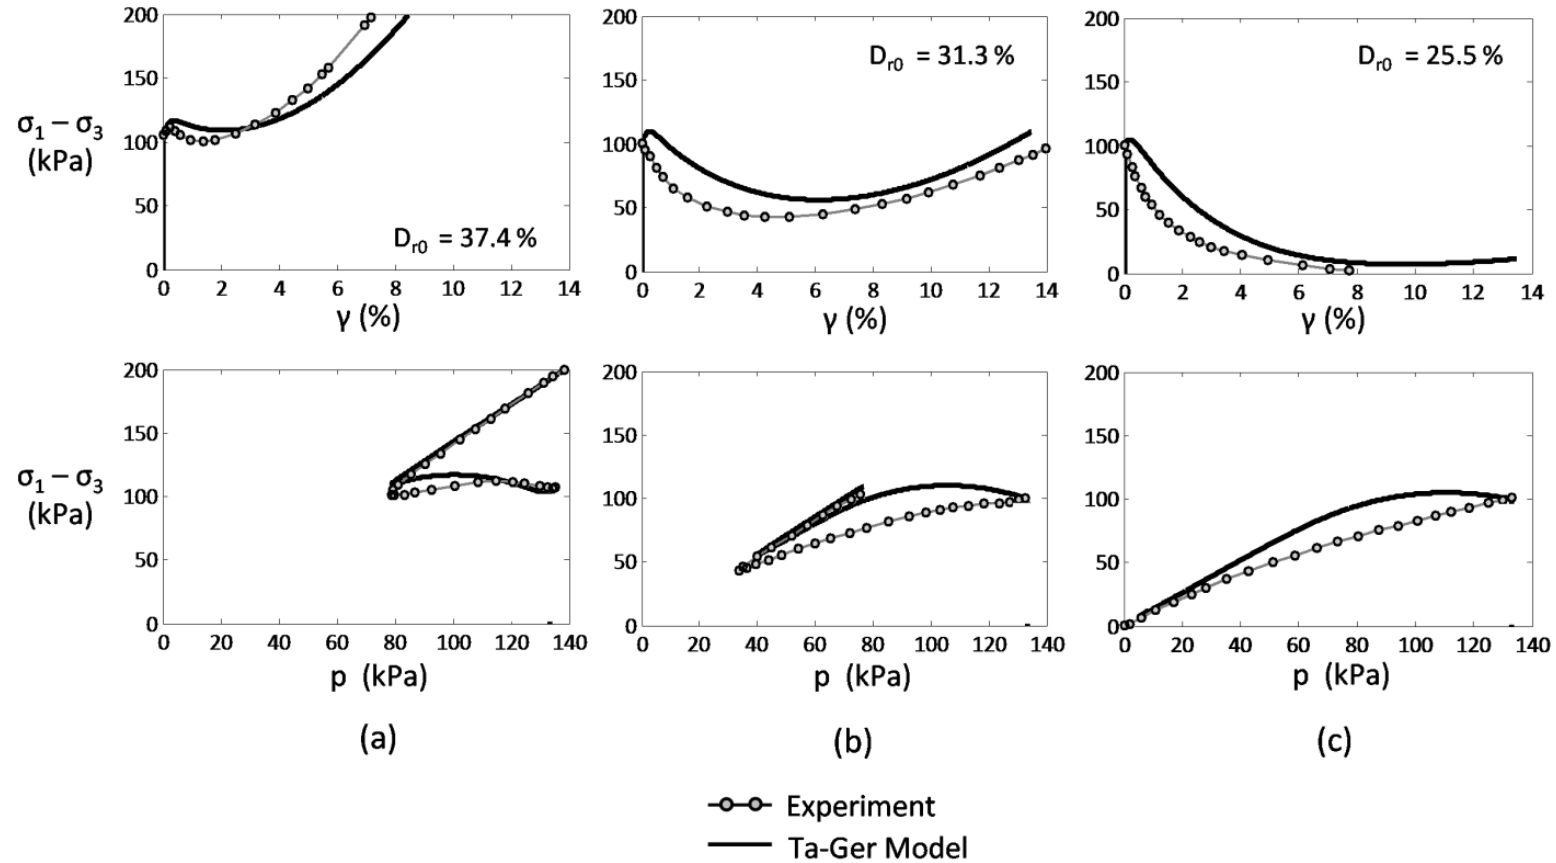 200
150
100
50
0
σ1 – σ3
(kPa)
Dr0 = 37.4 %
0 2 4 6 8 10 12 14
γ (%)
200
150
100
50
0
Dr0 = 31.3 %
0 2 4 6 8 10 12 14
γ (%)
200
150
100
50
0
Dr0 = 25.5 %
0 2 4 6 8 10 12 14
γ (%)
200
150
100
50
0
σ1 – σ3
(kPa)
0 20 40 60 80 100 120 140
p (kPa)
(a)
200
150
100
50
0
0 20 40 60 80 100 120 140
p (kPa)
(b)
200
150
100
50
0
0 20 40 60 80 100 120 140
p (kPa)
(c)
Experiment
Ta-Ger Model